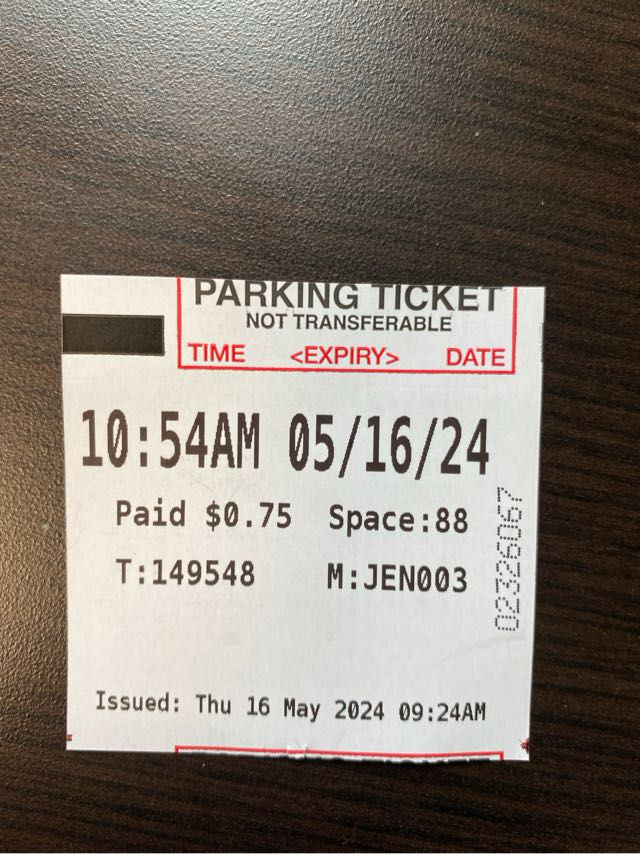 PARKING TICKET
NOT TRANSFERABLE
TIME <EXPIRY> DATE
10:54AM 05/16/24
Paid $0.75 Space:88
T:149548 M:JEN003
02326067
Issued: Thu 16 May 2024 09:24AM